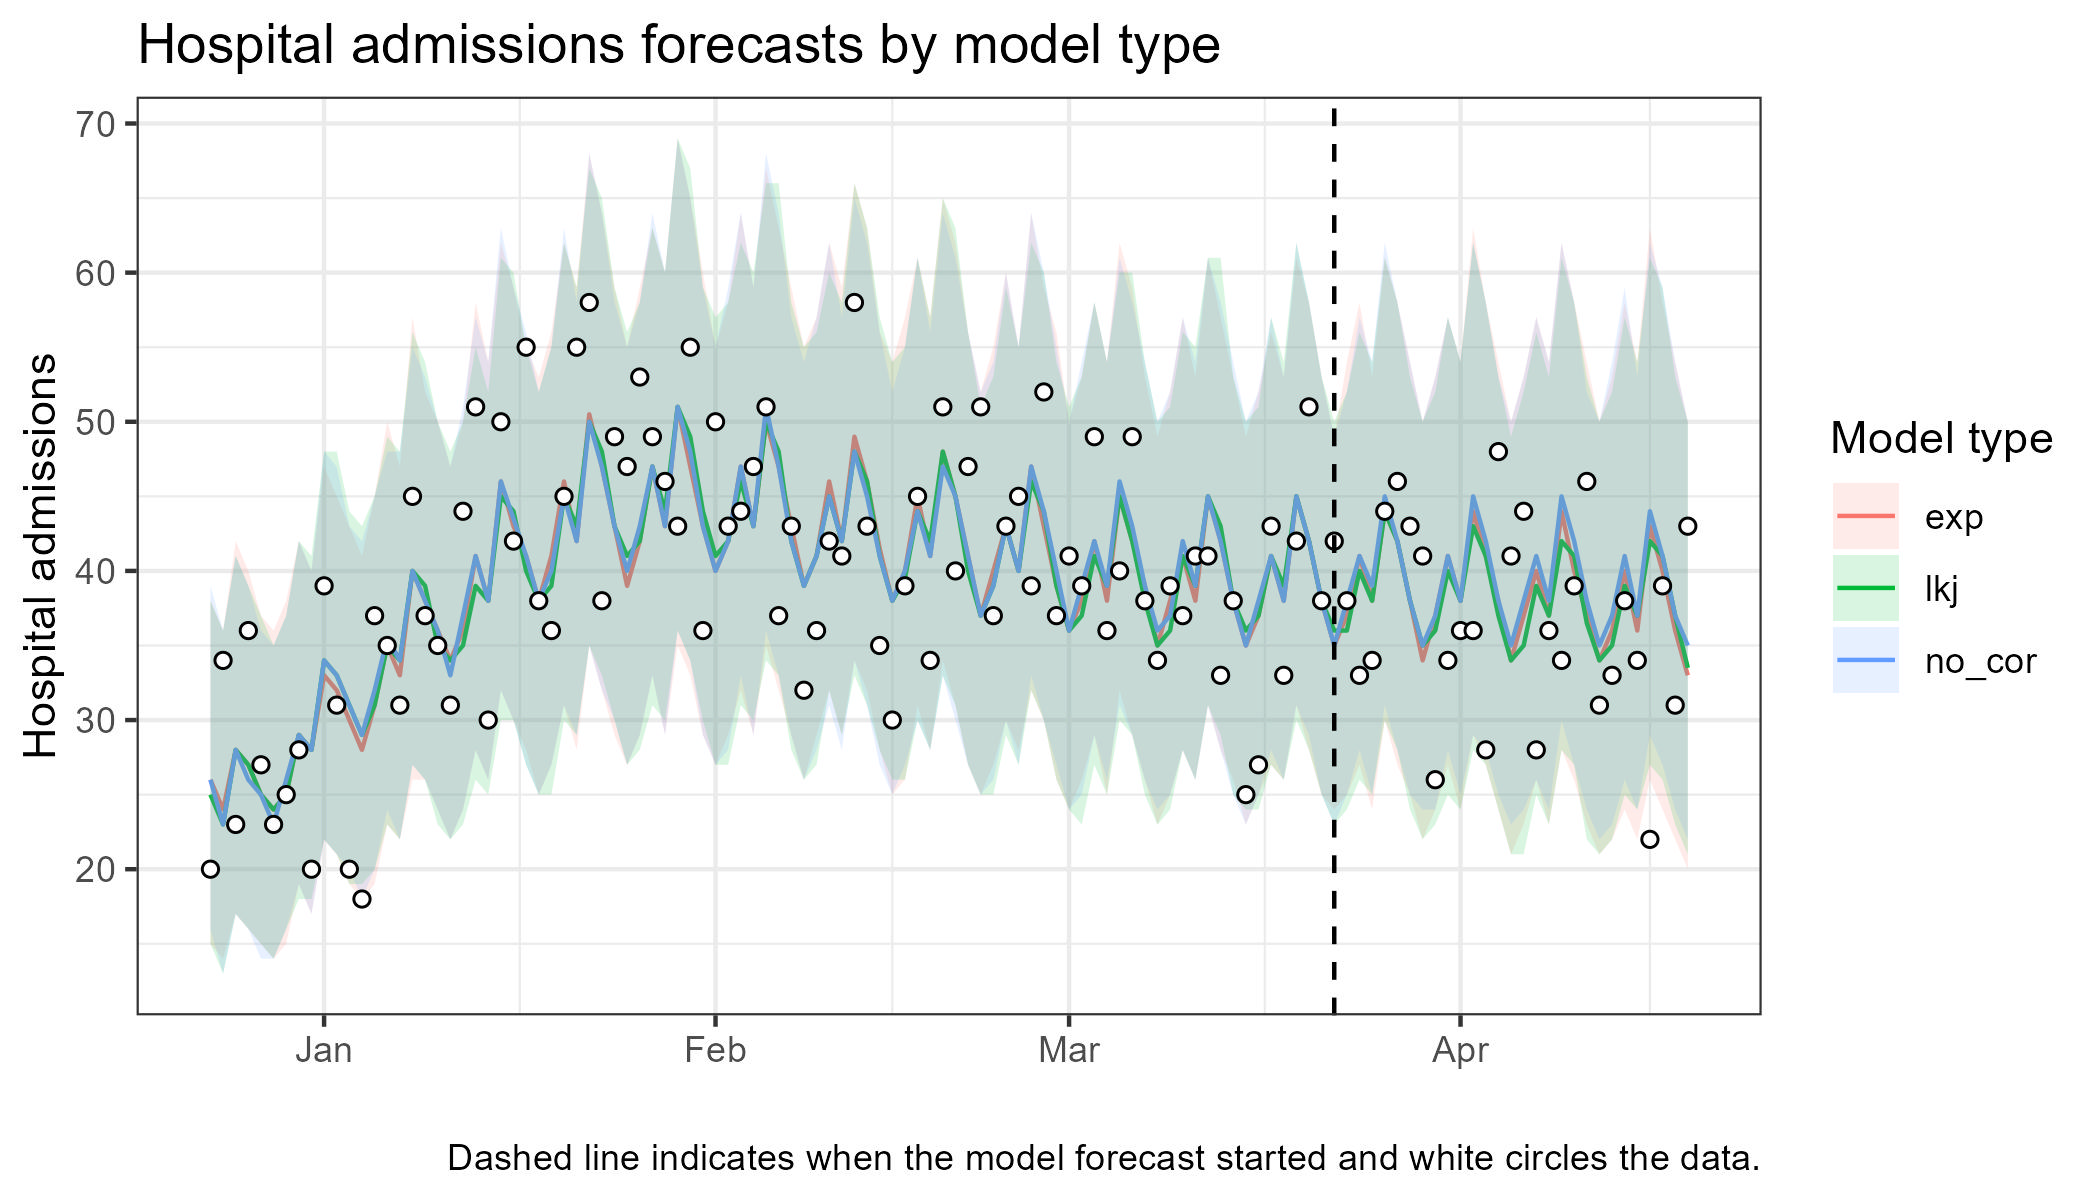 Hospital admissions forecasts by model type
Hospital admissions
70
60
50
40
30
20
Jan Feb Mar Apr
Model type
exp
lkj
no_cor
Dashed line indicates when the model forecast started and white circles the data.